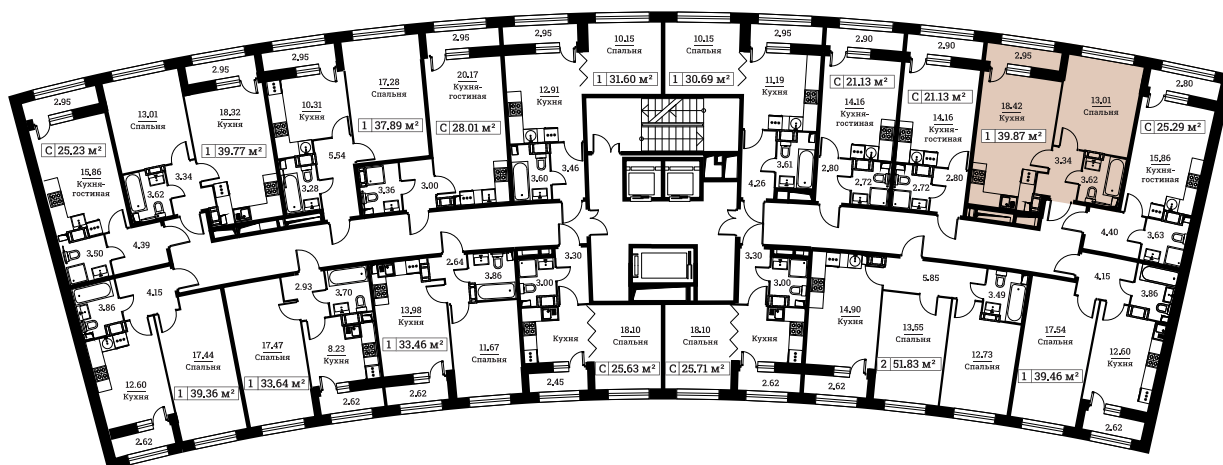 2.95
С 25.23 м²
15.86
Кухня-
гостиная
3.50
4.39
13.01
Спальня
3.62
3.34
2.95
18.32
Кухня
1 39.77 м²
2.95
10.31
Кухня
3.28
5.54
17.28
Спальня
1 37.89 м²
3.36
3.00
2.95
20.17
Кухня-
гостиная
С 28.01 м²
2.95
12.91
Кухня
3.60
3.46
10.15
Спальня
1 31.60 м²
10.15
Спальня
1 30.69 м²
2.95
11.19
Кухня
3.61
4.26
2.90
С 21.13 м²
14.16
Кухня-
гостиная
2.80
2.72
2.90
С 21.13 м²
14.16
Кухня-
гостиная
2.72
2.80
2.95
18.42
Кухня
1 39.87 м²
13.01
Спальня
3.34
3.62
2.80
С 25.29 м²
15.86
Кухня-
гостиная
4.40
3.63
3.86
4.15
12.60
Кухня
2.62
17.44
Спальня
1 39.36 м²
17.47
Спальня
1 33.64 м²
2.93
3.70
8.23
Кухня
2.62
13.98
Кухня
1 33.46 м²
2.62
2.64
3.86
11.67
Спальня
3.30
3.00
Кухня
2.45
18.10
Спальня
С 25.63 м²
18.10
Спальня
С 25.71 м²
3.30
3.00
Кухня
2.62
14.90
Кухня
2.62
5.85
13.55
Спальня
2 51.83 м²
3.49
12.73
Спальня
17.54
Спальня
1 39.46 м²
4.15
3.86
12.60
Кухня
2.62